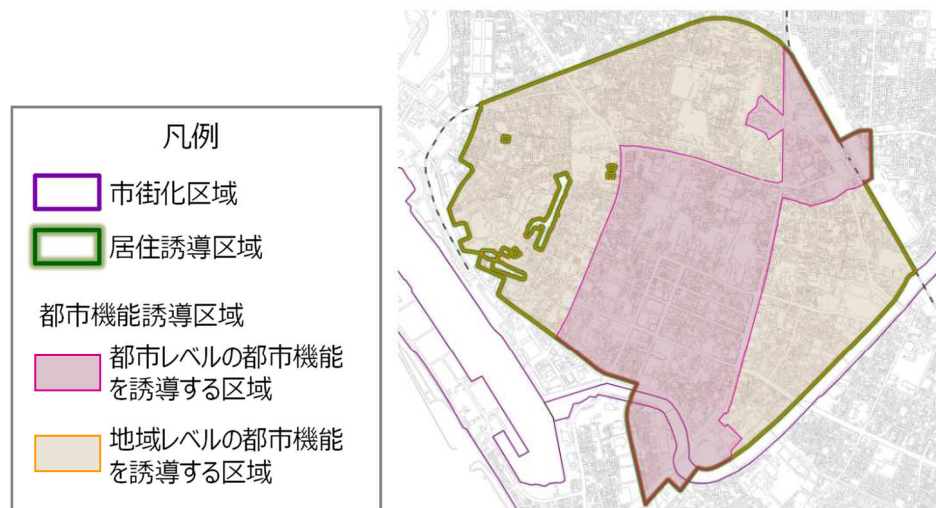 凡例
市街化区域
居住誘導区域
都市機能誘導区域
都市レベルの都市機能
を誘導する区域
地域レベルの都市機能
を誘導する区域